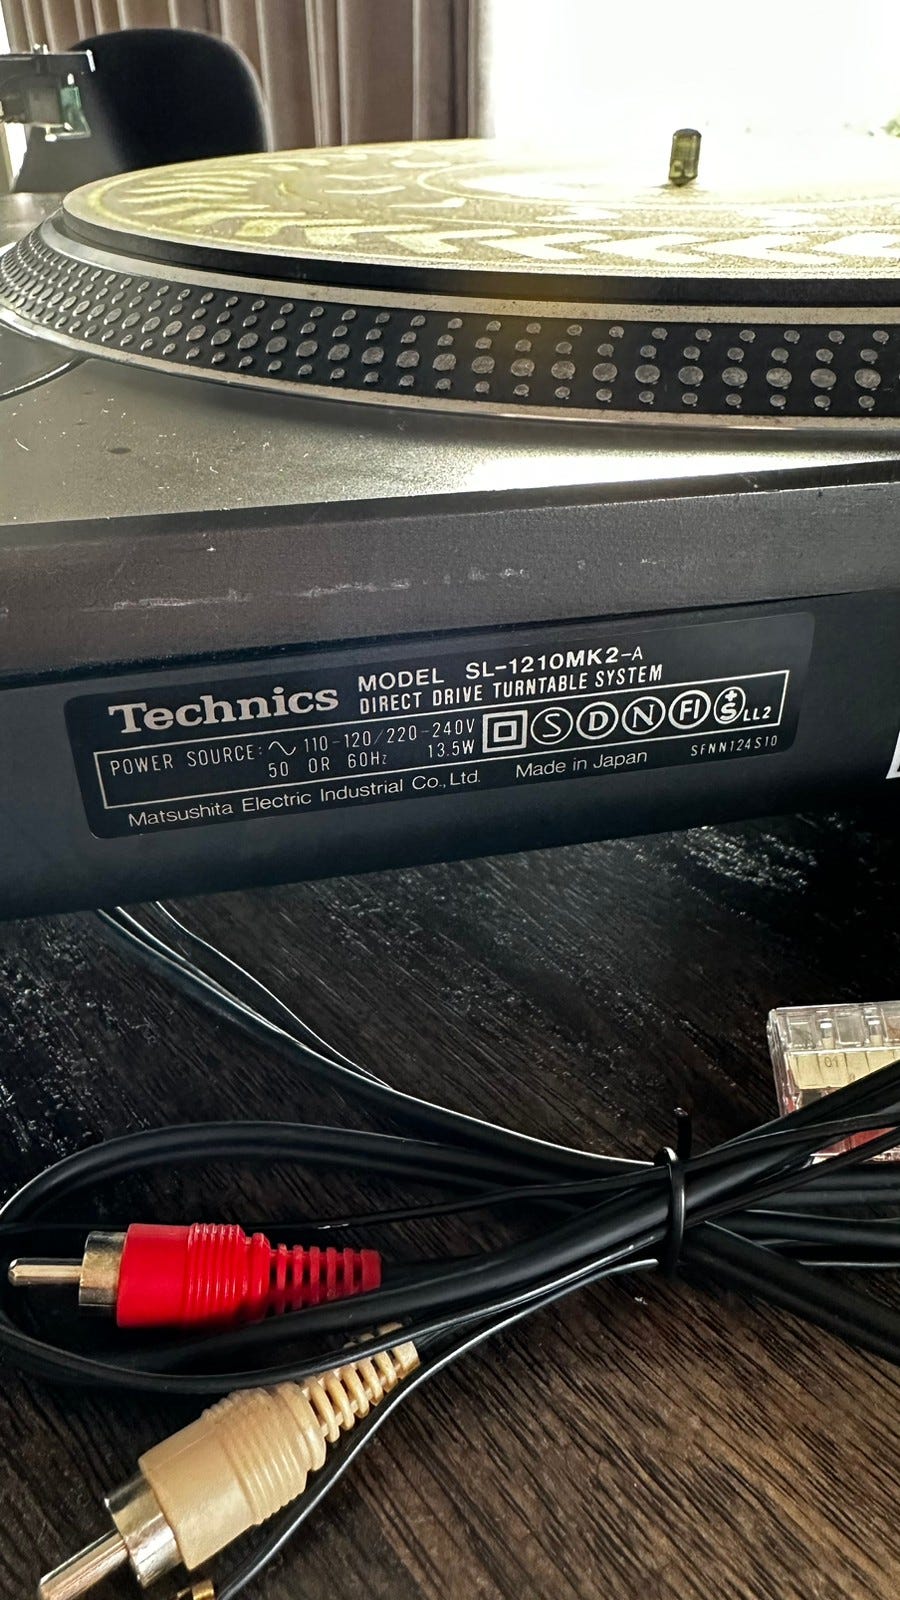 Technics
MODEL SL-1210MK2-A
DIRECT DRIVE TURNTABLE SYSTEM
POWER SOURCE: ∿ 110-120/220-240V
50 OR 60Hz 13.5W
S D N FI S LL2
Matsushita Electric Industrial Co., Ltd. Made in Japan SFNN124S10
01